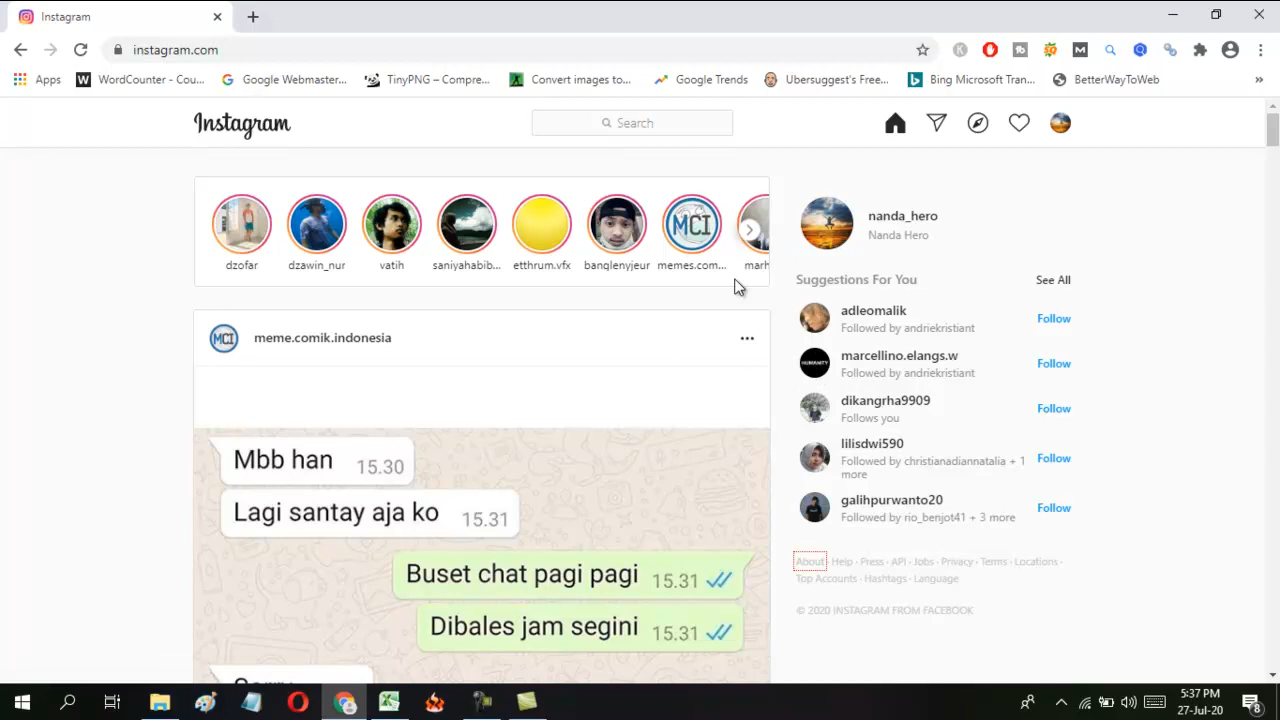 Instagram
instagram.com
Apps
WordCounter - Cou...
Google Webmaster...
TinyPNG – Compre...
Convert images to...
Google Trends
Ubersuggest's Free...
Bing Microsoft Tran...
BetterWayToWeb
Instagram
Search
dzofar
dzawin_nur
vatih
saniyahabib...
etthrum.vfx
banglenyjeur
memes.com...
marh
MCI
nanda_hero
Nanda Hero
Suggestions For You
See All
adleomalik
Followed by andriekristiant
Follow
marcellino.elangs.w
Followed by andriekristiant
Follow
HUMANITY
dikangrha9909
Follows you
Follow
lilisdwi590
Followed by christianadiannatalia + 1
more
Follow
galihpurwanto20
Followed by rio_benjot41 + 3 more
Follow
About · Help · Press · API · Jobs · Privacy · Terms · Locations ·
Top Accounts · Hashtags · Language
© 2020 INSTAGRAM FROM FACEBOOK
MCI
meme.comik.indonesia
Mbb han 15.30
Lagi santay aja ko 15.31
Buset chat pagi pagi 15.31
Dibales jam segini 15.31
5:37 PM
27-Jul-20
8